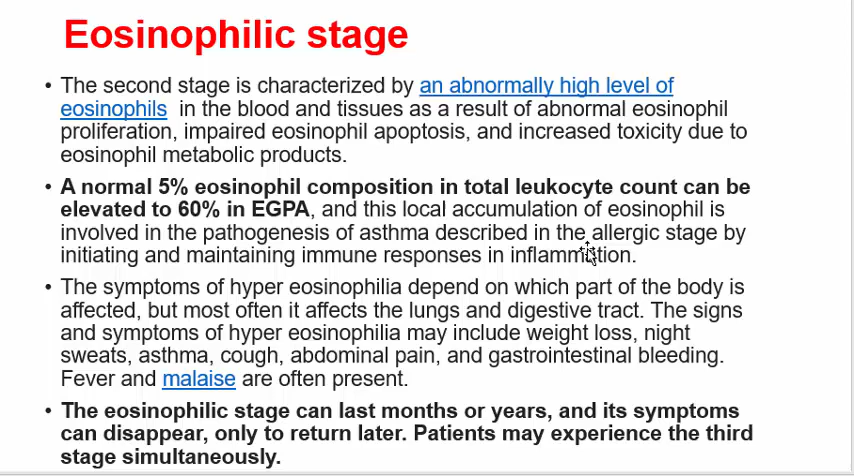 Eosinophilic stage
• The second stage is characterized by an abnormally high level of
eosinophils in the blood and tissues as a result of abnormal eosinophil
proliferation, impaired eosinophil apoptosis, and increased toxicity due to
eosinophil metabolic products.
• A normal 5% eosinophil composition in total leukocyte count can be
elevated to 60% in EGPA, and this local accumulation of eosinophil is
involved in the pathogenesis of asthma described in the allergic stage by
initiating and maintaining immune responses in inflammation.
• The symptoms of hyper eosinophilia depend on which part of the body is
affected, but most often it affects the lungs and digestive tract. The signs
and symptoms of hyper eosinophilia may include weight loss, night
sweats, asthma, cough, abdominal pain, and gastrointestinal bleeding.
Fever and malaise are often present.
• The eosinophilic stage can last months or years, and its symptoms
can disappear, only to return later. Patients may experience the third
stage simultaneously.